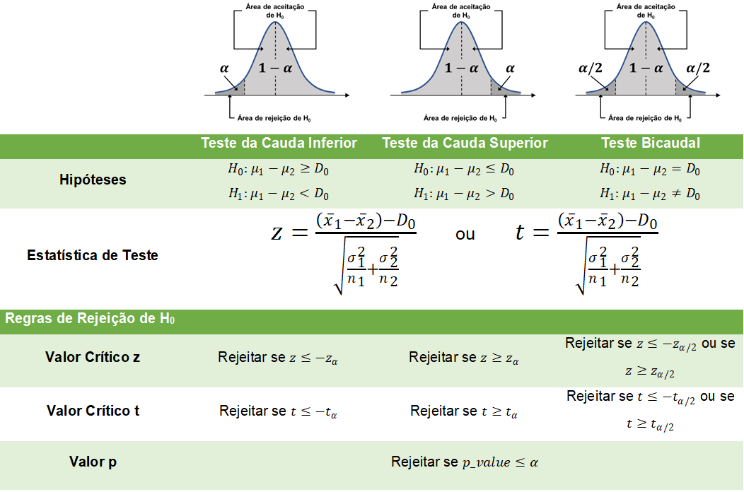 Área de aceitação
de H₀
α
1 − α
Área de rejeição de H₀
Área de aceitação
de H₀
1 − α
α
Área de rejeição de H₀
Área de aceitação
de H₀
α/2
1 − α
α/2
Área de rejeição de H₀
Teste da Cauda Inferior
Teste da Cauda Superior
Teste Bicaudal
Hipóteses
H₀: μ₁ − μ₂ ≥ D₀
H₁: μ₁ − μ₂ < D₀
H₀: μ₁ − μ₂ ≤ D₀
H₁: μ₁ − μ₂ > D₀
H₀: μ₁ − μ₂ = D₀
H₁: μ₁ − μ₂ ≠ D₀
Estatística de Teste
z = (x̄₁−x̄₂)−D₀ / √(σ₁²/n₁ + σ₂²/n₂)
ou
t = (x̄₁−x̄₂)−D₀ / √(σ₁²/n₁ + σ₂²/n₂)
Regras de Rejeição de H₀
Valor Crítico z
Rejeitar se z ≤ −z_α
Rejeitar se z ≥ z_α
Rejeitar se z ≤ −z_α/2 ou se
z ≥ z_α/2
Valor Crítico t
Rejeitar se t ≤ −t_α
Rejeitar se t ≥ t_α
Rejeitar se t ≤ −t_α/2 ou se
t ≥ t_α/2
Valor p
Rejeitar se p_value ≤ α